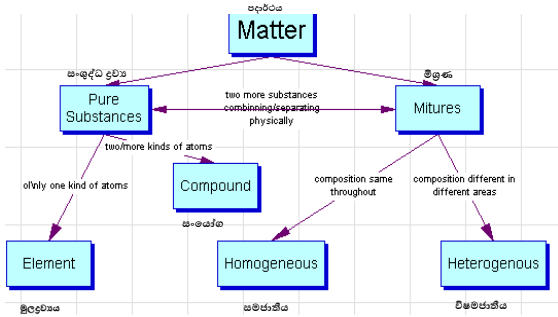 පදාර්ථය
Matter
සංශුද්ධ ද්‍රව්‍ය
මිශ්‍රණ
Pure
Substances
two more substances
combinning/separating
physically
Mitures
two/more kinds of atoms
ol\nly one kind of atoms
Compound
සංයෝග
composition same
throughout
composition different in
different areas
Element
Homogeneous
Heterogenous
මූලද්‍රව්‍යය
සමජාතීය
විෂමජාතීය